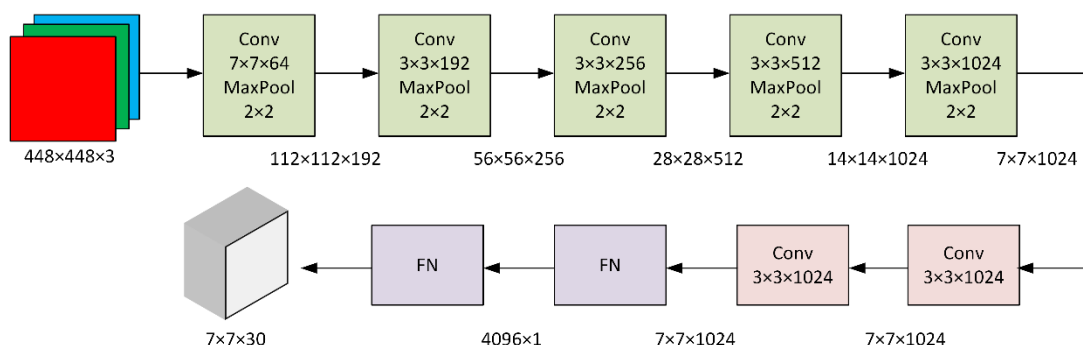 Conv
7×7×64
MaxPool
2×2
Conv
3×3×192
MaxPool
2×2
Conv
3×3×256
MaxPool
2×2
Conv
3×3×512
MaxPool
2×2
Conv
3×3×1024
MaxPool
2×2
448×448×3
112×112×192
56×56×256
28×28×512
14×14×1024
7×7×1024
FN
FN
Conv
3×3×1024
Conv
3×3×1024
7×7×30
4096×1
7×7×1024
7×7×1024